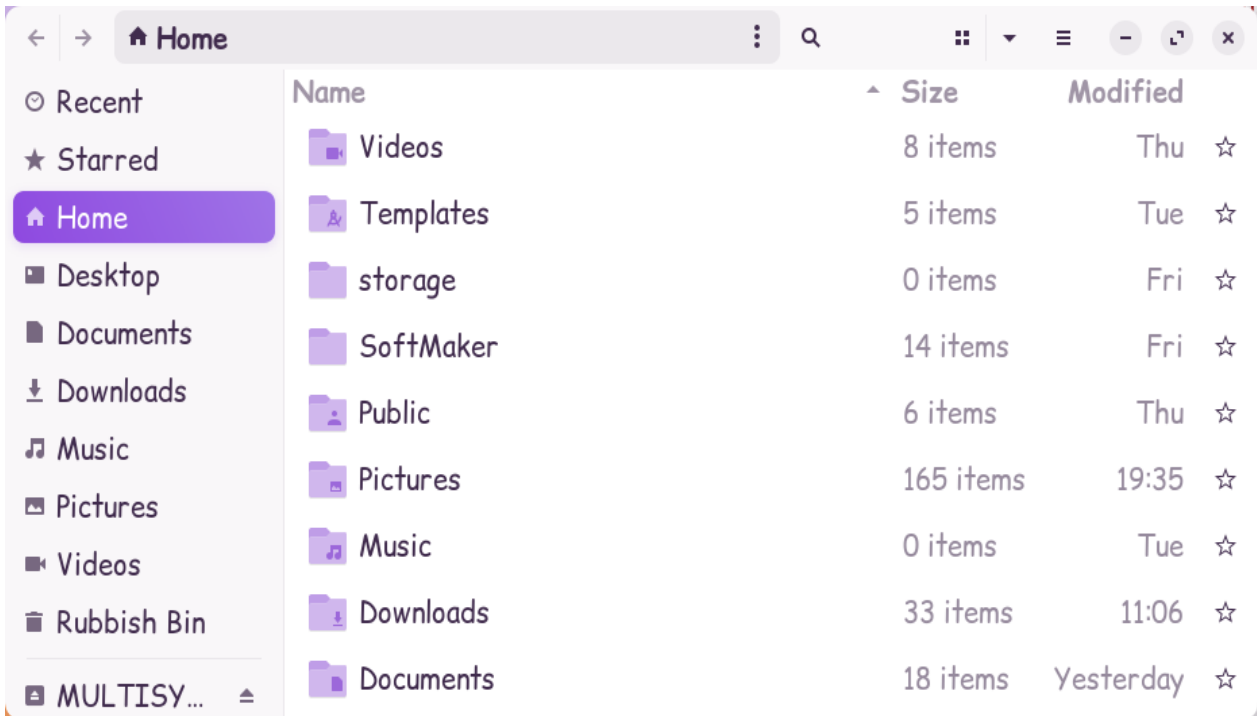 Home
Recent
Starred
Home
Desktop
Documents
Downloads
Music
Pictures
Videos
Rubbish Bin
MULTISY...
Name Size Modified
Videos 8 items Thu
Templates 5 items Tue
storage 0 items Fri
SoftMaker 14 items Fri
Public 6 items Thu
Pictures 165 items 19:35
Music 0 items Tue
Downloads 33 items 11:06
Documents 18 items Yesterday